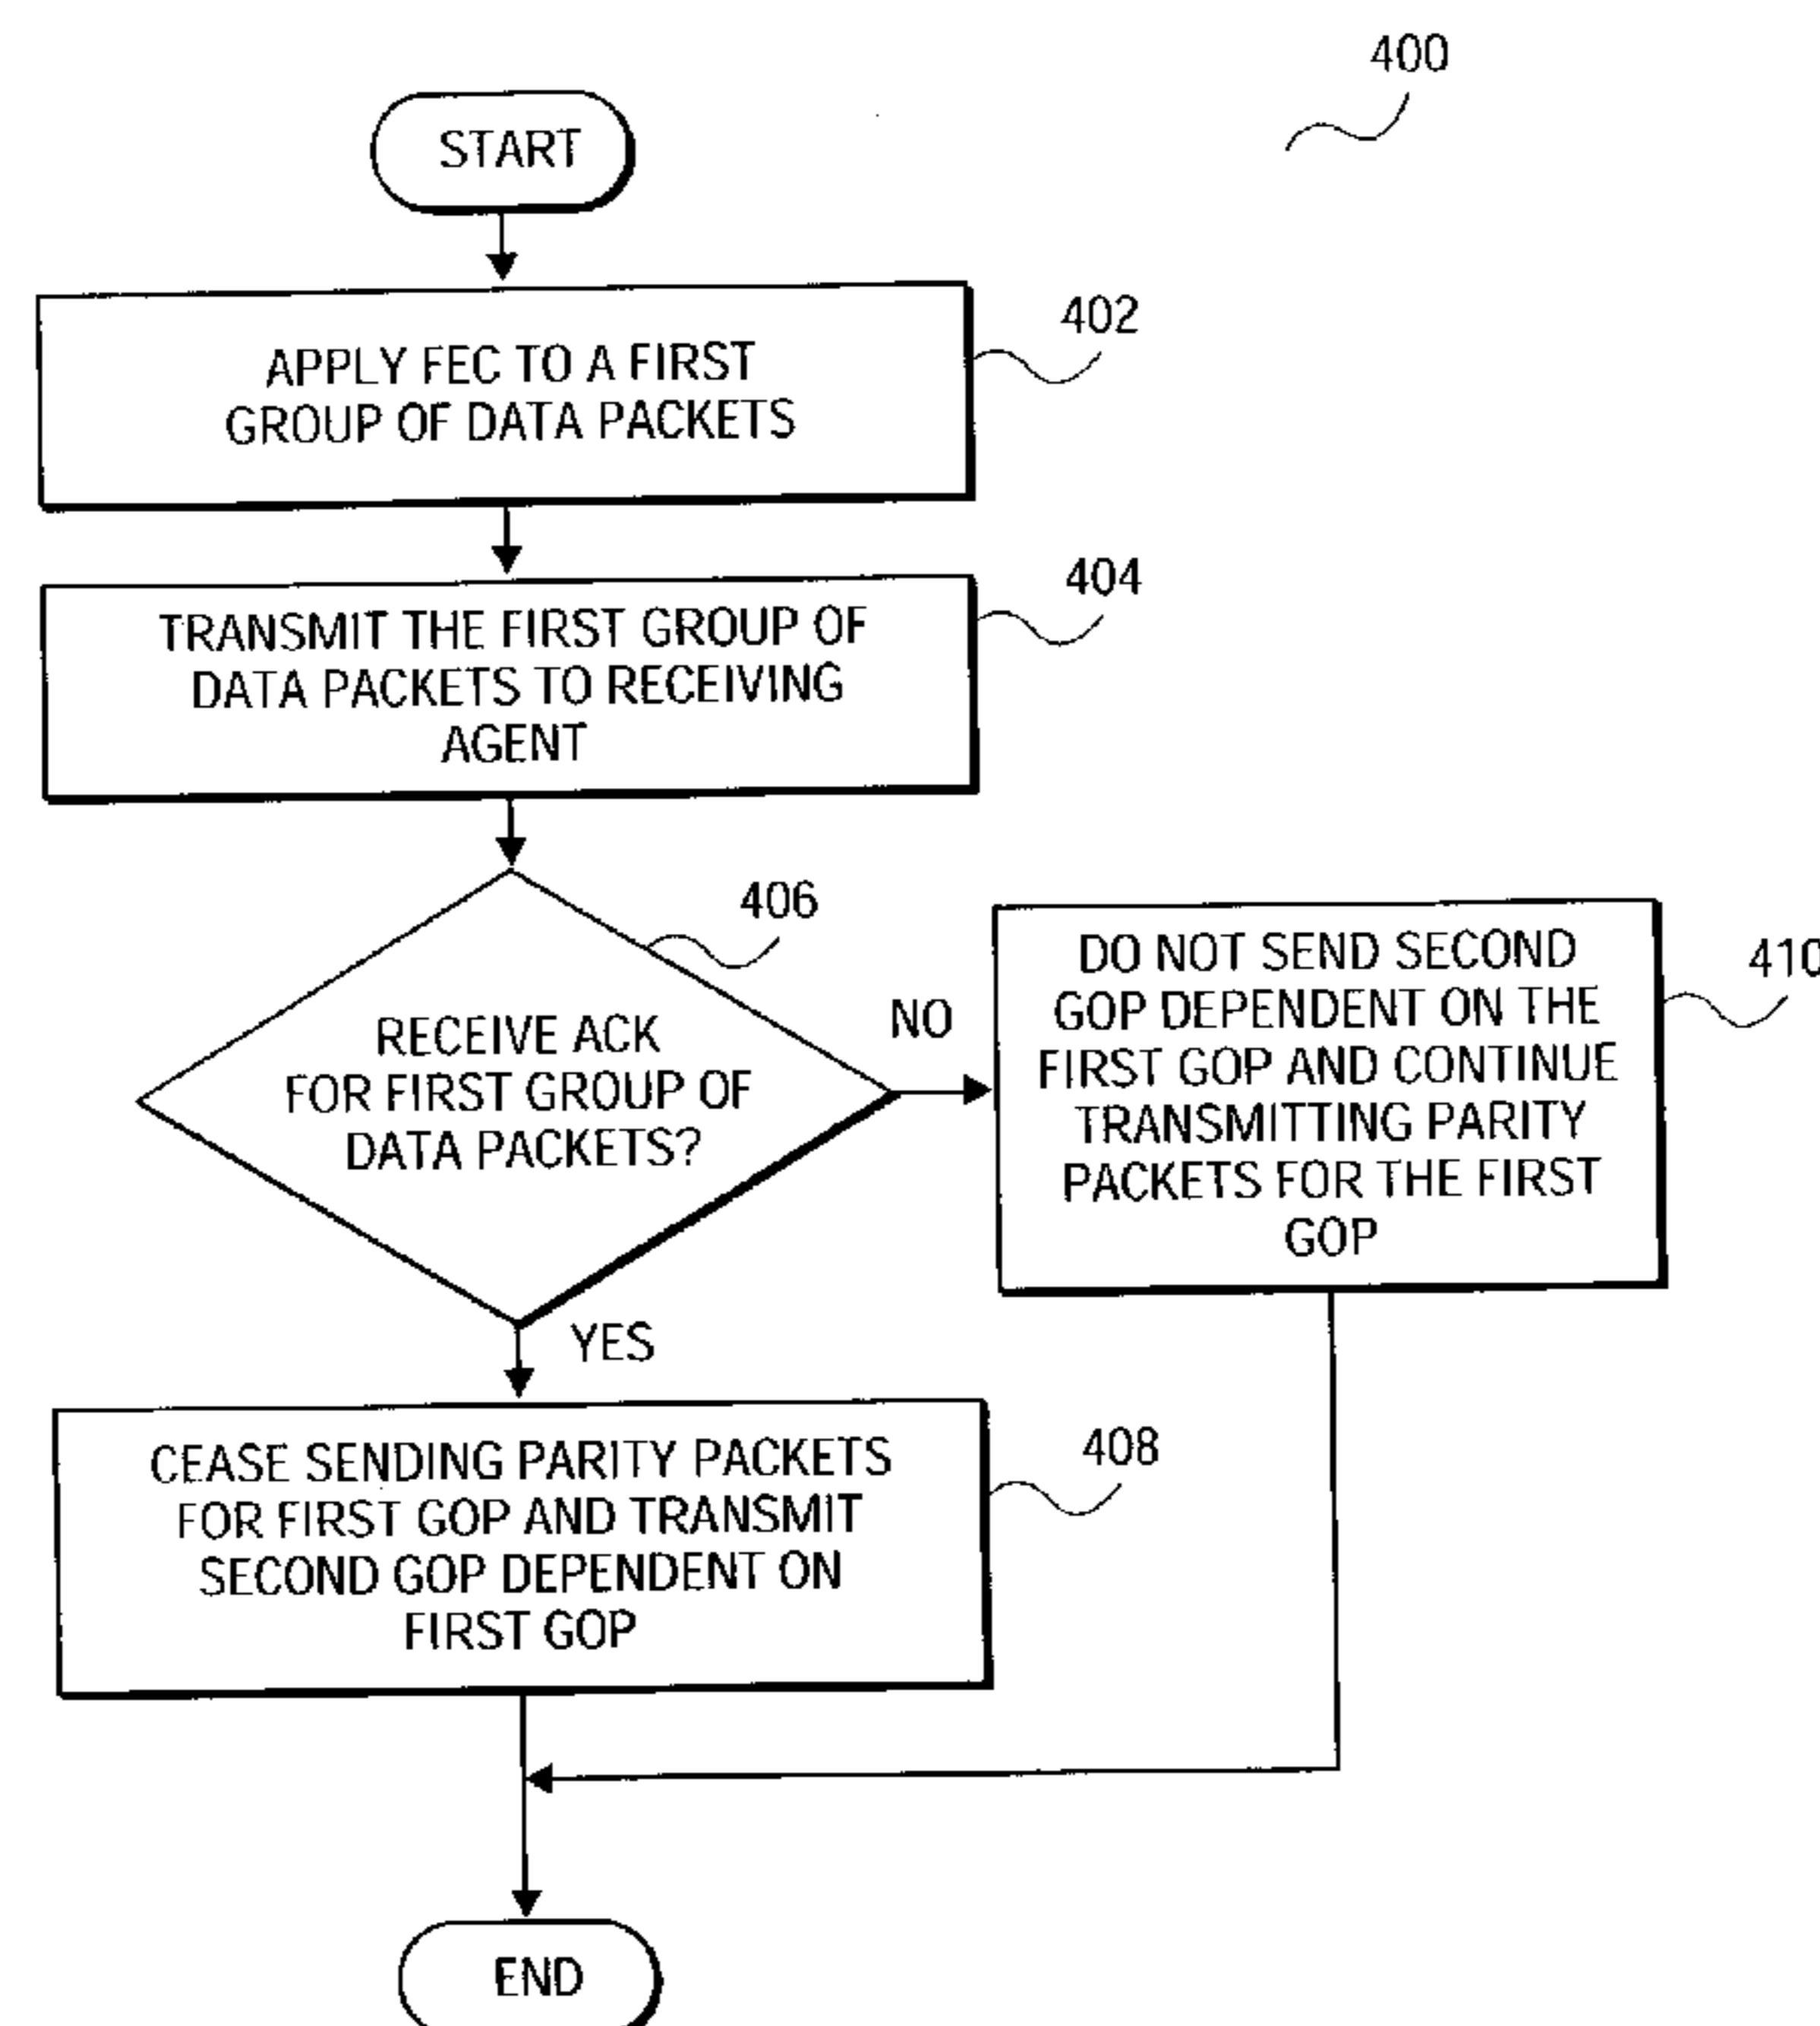 400
START
402
APPLY FEC TO A FIRST
GROUP OF DATA PACKETS
404
TRANSMIT THE FIRST GROUP OF
DATA PACKETS TO RECEIVING
AGENT
406
RECEIVE ACK
FOR FIRST GROUP OF
DATA PACKETS?
NO
410
DO NOT SEND SECOND
GOP DEPENDENT ON THE
FIRST GOP AND CONTINUE
TRANSMITTING PARITY
PACKETS FOR THE FIRST
GOP
YES
408
CEASE SENDING PARITY PACKETS
FOR FIRST GOP AND TRANSMIT
SECOND GOP DEPENDENT ON
FIRST GOP
END